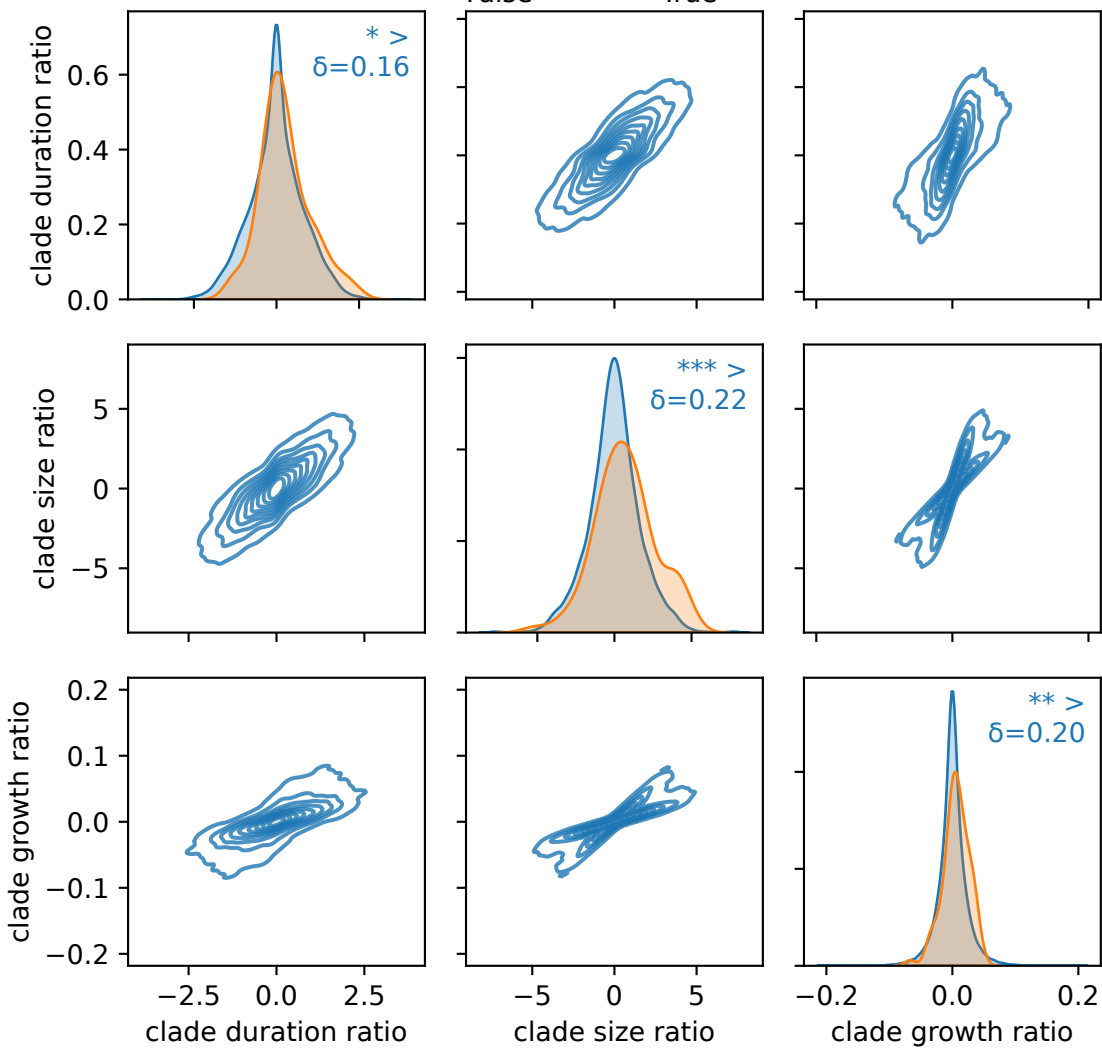 True
clade duration ratio
0.6
0.4
0.2
0.0
* >
δ=0.16
clade size ratio
5
0
−5
*** >
δ=0.22
clade growth ratio
0.2
0.1
0.0
−0.1
−0.2
** >
δ=0.20
−2.5 0.0 2.5
−5 0 5
−0.2 0.0 0.2
clade duration ratio
clade size ratio
clade growth ratio